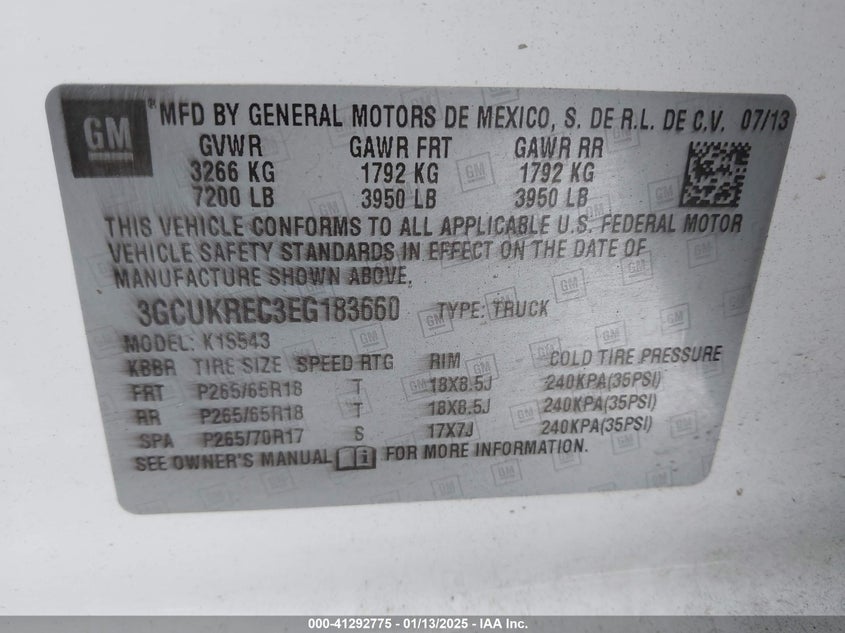 GM ® MFD BY GENERAL MOTORS DE MEXICO, S. DE R.L. DE C.V. 07/13
GVWR GAWR FRT GAWR RR
3266 KG 1792 KG 1792 KG
7200 LB 3950 LB 3950 LB
THIS VEHICLE CONFORMS TO ALL APPLICABLE U.S. FEDERAL MOTOR
VEHICLE SAFETY STANDARDS IN EFFECT ON THE DATE OF
MANUFACTURE SHOWN ABOVE.
3GCUKREC3EG183660 TYPE: TRUCK
MODEL: K15543
KBBR TIRE SIZE SPEED RTG RIM COLD TIRE PRESSURE
FRT P265/65R18 T 18X8.5J 240KPA(35PSI)
RR P265/65R18 T 18X8.5J 240KPA(35PSI)
SPA P265/70R17 S 17X7J 240KPA(35PSI)
SEE OWNER'S MANUAL FOR MORE INFORMATION.
000-41292775 - 01/13/2025 - IAAI Inc.